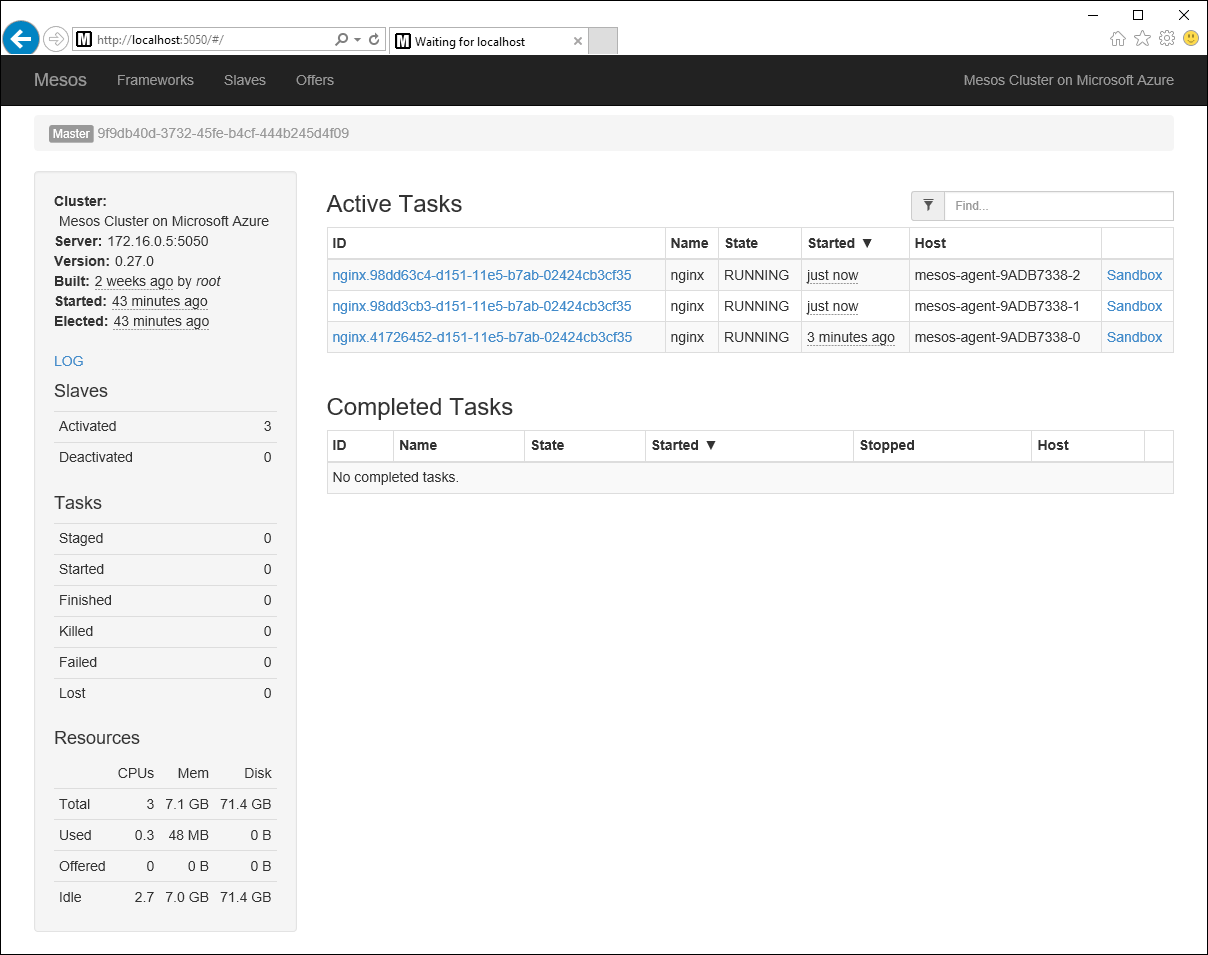 http://localhost:5050/#/
Waiting for localhost
Mesos Frameworks Slaves Offers Mesos Cluster on Microsoft Azure
Master 9f9db40d-3732-45fe-b4cf-444b245d4f09
Cluster:
Mesos Cluster on Microsoft Azure
Server: 172.16.0.5:5050
Version: 0.27.0
Built: 2 weeks ago by root
Started: 43 minutes ago
Elected: 43 minutes ago
LOG
Slaves
Activated 3
Deactivated 0
Tasks
Staged 0
Started 0
Finished 0
Killed 0
Failed 0
Lost 0
Resources
CPUs Mem Disk
Total 3 7.1 GB 71.4 GB
Used 0.3 48 MB 0 B
Offered 0 0 B 0 B
Idle 2.7 7.0 GB 71.4 GB
Active Tasks
Find...
ID Name State Started ▼ Host
nginx.98dd63c4-d151-11e5-b7ab-02424cb3cf35 nginx RUNNING just now mesos-agent-9ADB7338-2 Sandbox
nginx.98dd3cb3-d151-11e5-b7ab-02424cb3cf35 nginx RUNNING just now mesos-agent-9ADB7338-1 Sandbox
nginx.41726452-d151-11e5-b7ab-02424cb3cf35 nginx RUNNING 3 minutes ago mesos-agent-9ADB7338-0 Sandbox
Completed Tasks
ID Name State Started ▼ Stopped Host
No completed tasks.